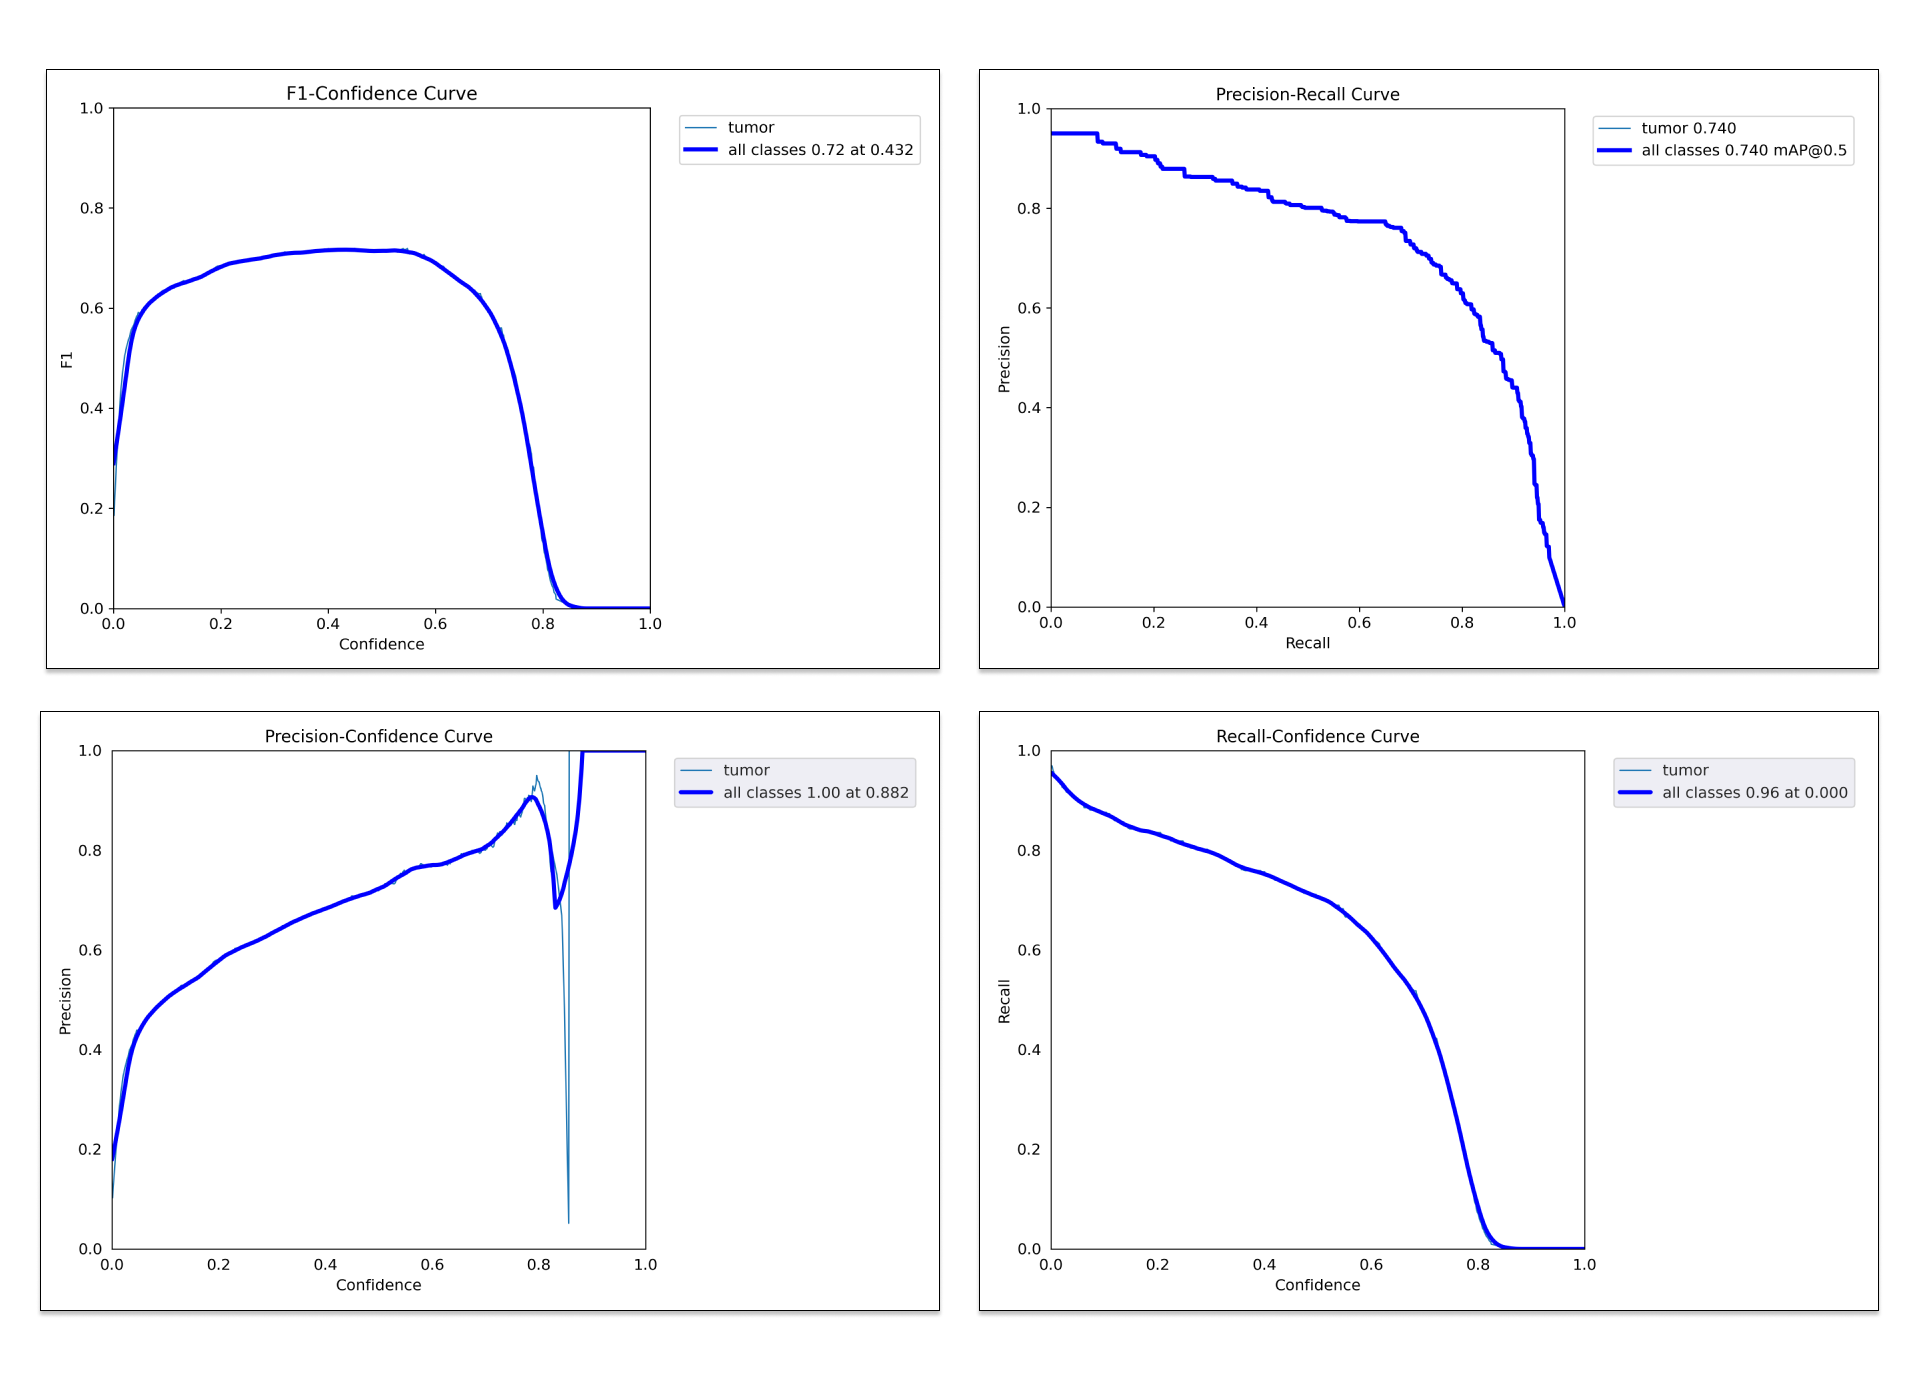 F1-Confidence Curve
1.0
0.8
0.6
0.4
0.2
0.0
F1
0.0 0.2 0.4 0.6 0.8 1.0
Confidence
tumor
all classes 0.72 at 0.432
Precision-Recall Curve
1.0
0.8
0.6
0.4
0.2
0.0
Precision
0.0 0.2 0.4 0.6 0.8 1.0
Recall
tumor 0.740
all classes 0.740 mAP@0.5
Precision-Confidence Curve
1.0
0.8
0.6
0.4
0.2
0.0
Precision
0.0 0.2 0.4 0.6 0.8 1.0
Confidence
tumor
all classes 1.00 at 0.882
Recall-Confidence Curve
1.0
0.8
0.6
0.4
0.2
0.0
Recall
0.0 0.2 0.4 0.6 0.8 1.0
Confidence
tumor
all classes 0.96 at 0.000